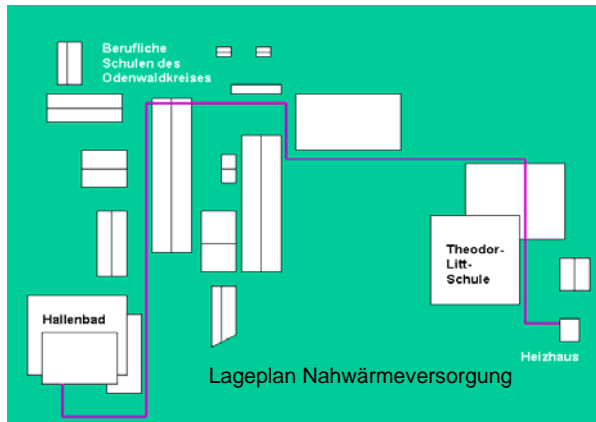 Berufliche
Schulen des
Odenwaldkreises
Theodor-
Litt-
Schule
Hallenbad
Heizhaus
Lageplan Nahwärmeversorgung